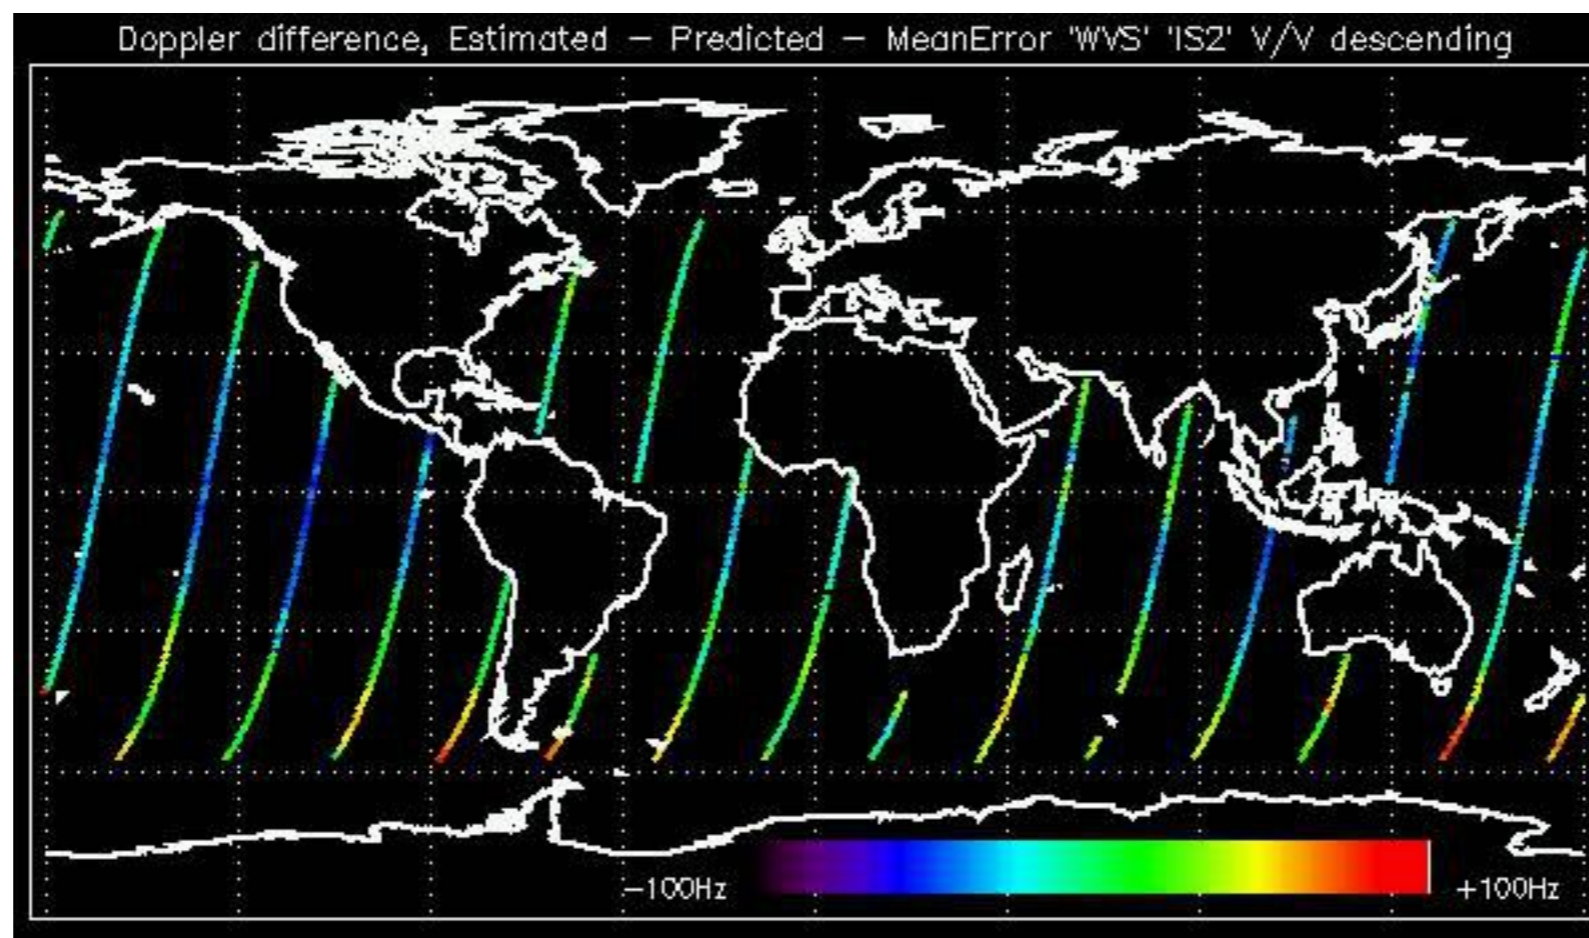 Doppler difference, Estimated – Predicted – MeanError 'WVS' 'IS2' V/V descending
–100Hz
+100Hz